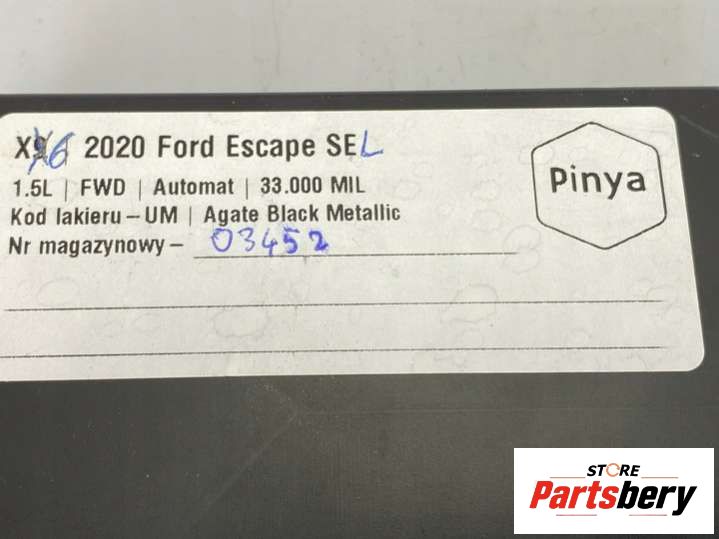 X6 2020 Ford Escape SEL
1.5L | FWD | Automat | 33.000 MIL
Kod lakieru – UM | Agate Black Metallic
Nr magazynowy – 03452
Pinya
STORE
Partsbery